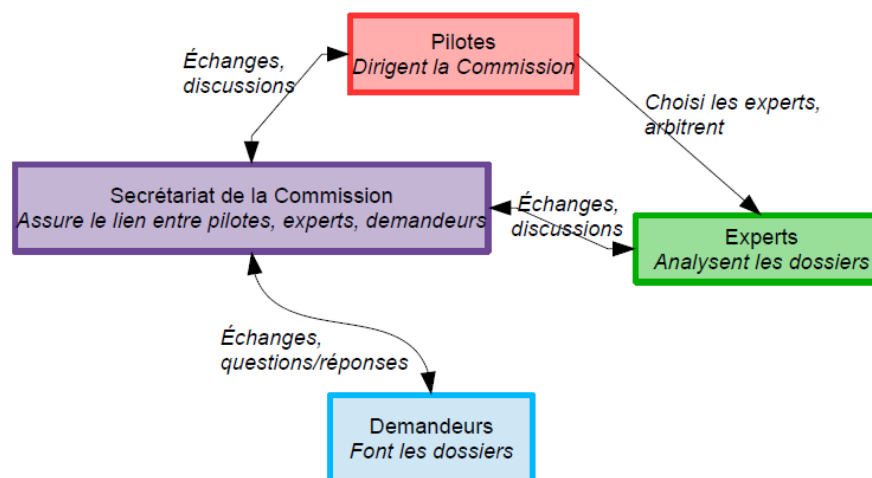 Pilotes
Dirigent la Commission
Échanges,
discussions
Choisi les experts,
arbitrent
Secrétariat de la Commission
Assure le lien entre pilotes, experts, demandeurs
Échanges,
discussions
Experts
Analysent les dossiers
Échanges,
questions/réponses
Demandeurs
Font les dossiers